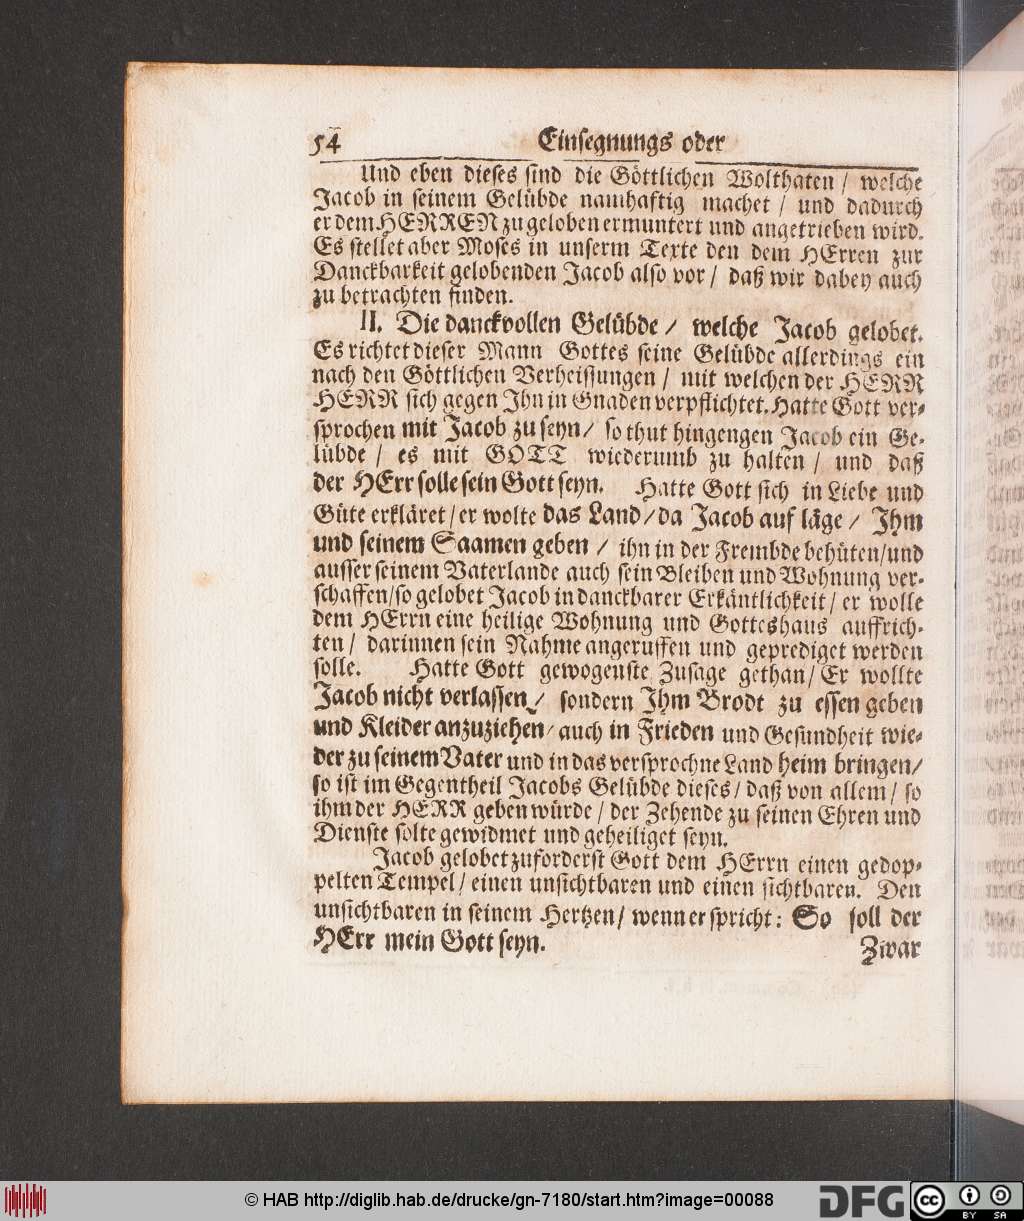 54 Einsegnungs oder
Und eben dieses sind die Göttlichen Wolthaten / welche
Jacob in seinem Gelübde namhafftig machet / und dadurch
er dem HERREN zu geloben ermuntert und angetrieben wird.
Es stellet aber Moses in unserm Texte den dem HErren zur
Danckbarkeit gelobenden Jacob also vor / daß wir dabey auch
zu betrachten finden.
II. Die danckvollen Gelübde / welche Jacob gelobet.
Es richtet dieser Mann Gottes seine Gelübde allerdings ein
nach den Göttlichen Verheissungen / mit welchen der HERR
HERR sich gegen Ihn in Gnaden verpflichtet. Hatte Gott ver-
sprochen mit Jacob zu seyn / so thut hingengen Jacob ein Ge-
lübde / es mit GOTT wiederumb zu halten / und daß
der HErr solle sein Gott seyn. Hatte Gott sich in Liebe und
Güte erkläret / er wolte das Land / da Jacob auf läge / Ihm
und seinem Saamen geben / ihn in der Frembde behüten / und
ausser seinem Vaterlande auch sein Bleiben und Wohnung ver-
schaffen / so gelobet Jacob in danckbarer Erkäntlichkeit / er wolle
dem HErrn eine heilige Wohnung und Gotteshaus auffrich-
ten / darinnen sein Nahme angeruffen und geprediget werden
solle. Hatte Gott gewogenste Zusage gethan / Er wollte
Jacob nicht verlassen / sondern Ihm Brodt zu essen geben
und Kleider anzuziehen / auch in Frieden und Gesundheit wie-
der zu seinem Vater und in das versprochne Land heim bringen /
so ist im Gegentheil Jacobs Gelübde dieses / daß von allem / so
ihm der HERR geben würde / der Zehende zu seinen Ehren und
Dienste solte gewidmet und geheiliget seyn.
Jacob gelobet zuforderst Gott dem HErrn einen gedop-
pelten Tempel / einen unsichtbaren und einen sichtbaren. Den
unsichtbaren in seinem Hertzen / wenn er spricht: So soll der
HErr mein Gott seyn.
Zwar
© HAB http://diglib.hab.de/drucke/gn-7180/start.htm?image=00088
DFG
cc BY SA